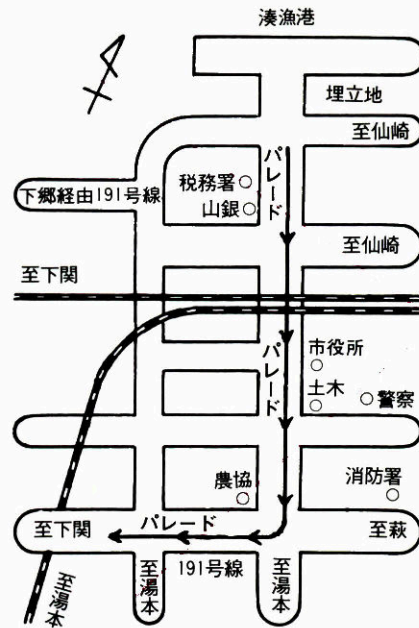 湊漁港
埋立地
至仙崎
パレード
税務署
山銀
下郷経由191号線
至仙崎
至下関
市役所
パレード
土木
警察
農協
消防署
至下関
パレード
至萩
191号線
至湯本
至湯本
至湯本